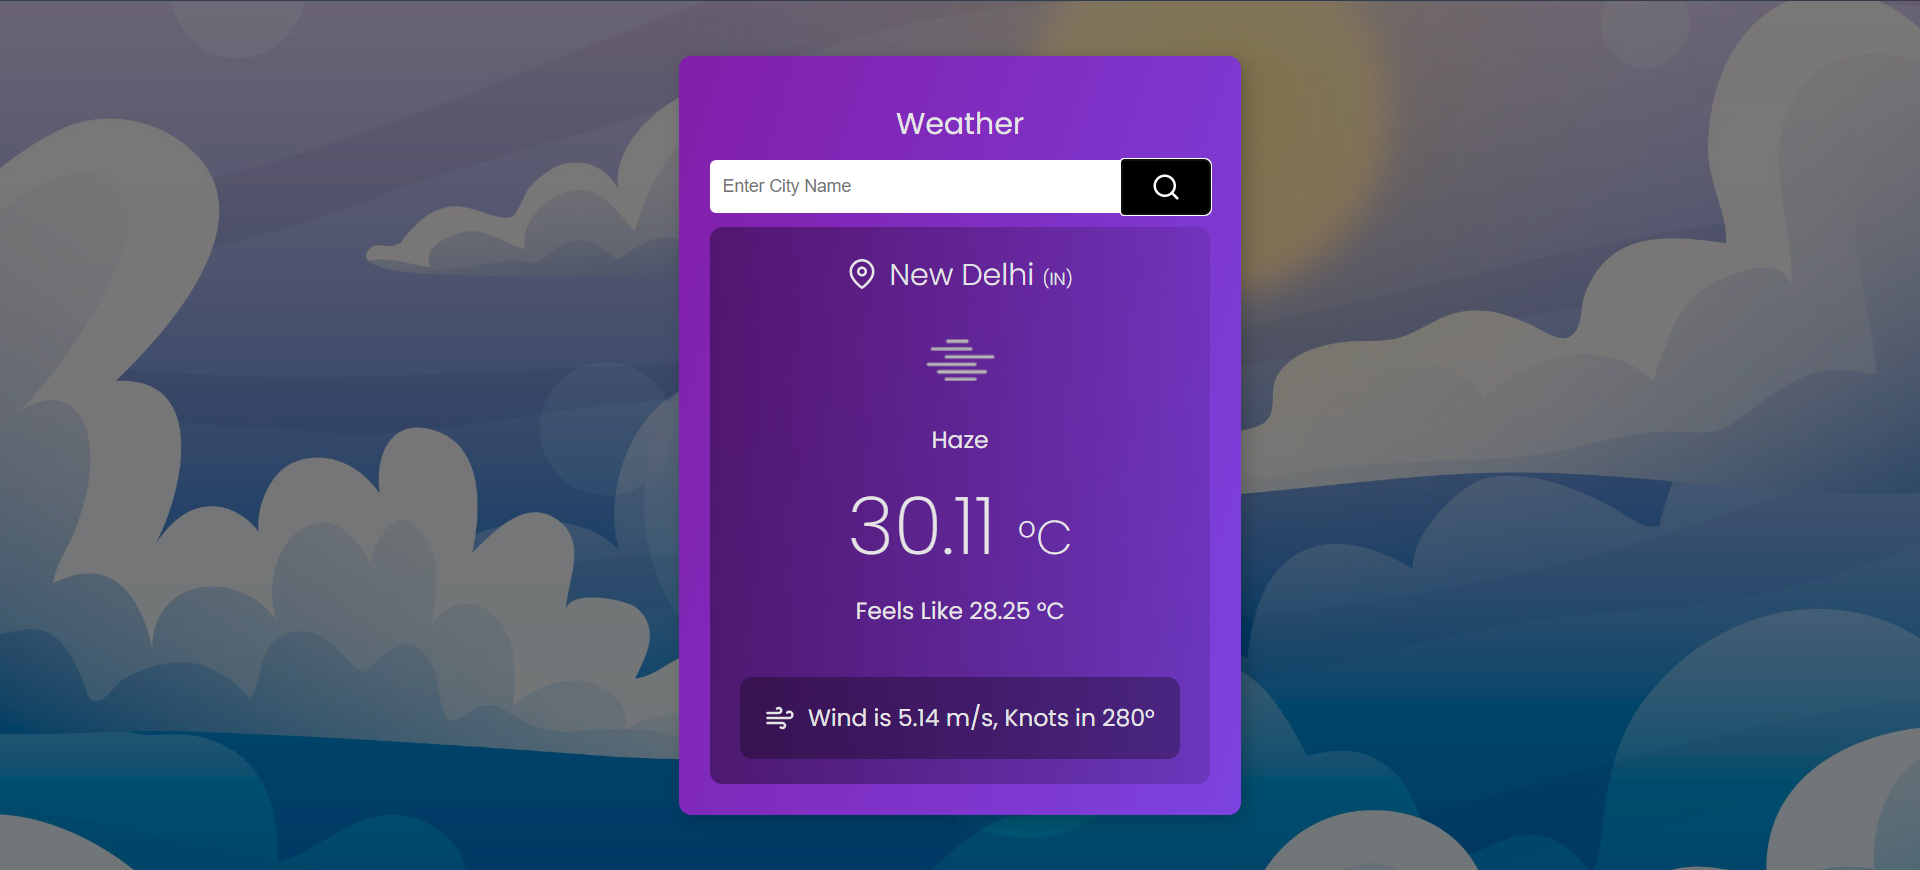 Weather
Enter City Name
New Delhi (IN)
Haze
30.11 °C
Feels Like 28.25 °C
Wind is 5.14 m/s, Knots in 280°